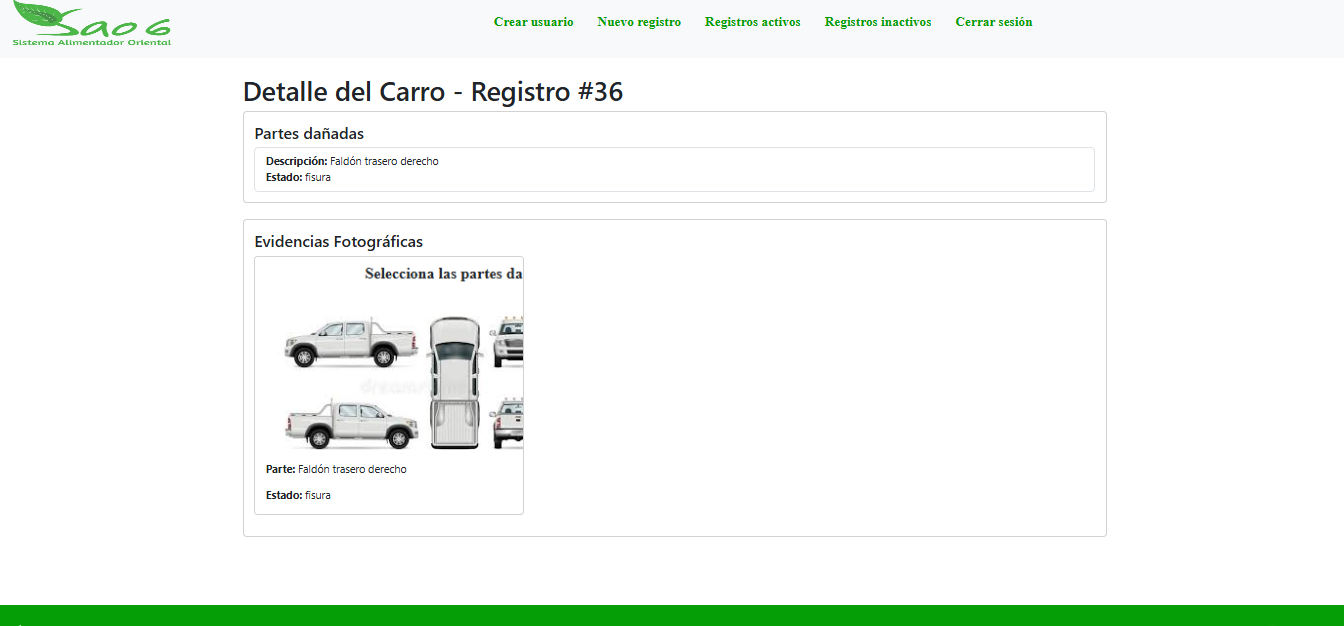 Sao 6
Sistema Alimentador Oriental
Crear usuario Nuevo registro Registros activos Registros inactivos Cerrar sesión
Detalle del Carro - Registro #36
Partes dañadas
Descripción: Faldón trasero derecho
Estado: fisura
Evidencias Fotográficas
Selecciona las partes da
Parte: Faldón trasero derecho
Estado: fisura